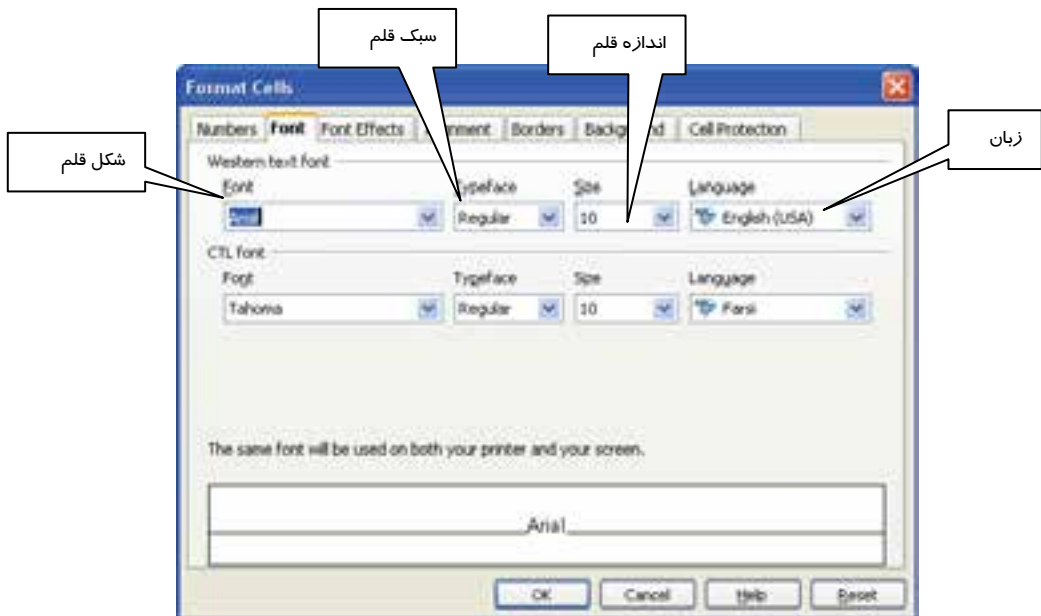 سبک قلم
اندازه قلم
زبان
شکل قلم
Format Cells
Numbers Font Font Effects Borders Cell Protection
Western text font
Font Typeface Size Language
Arial Regular 10 English (USA)
CTL font
Font Typeface Size Language
Tahoma Regular 10 Farsi
The same font will be used on both your printer and your screen.
Arial
OK Cancel Help Reset